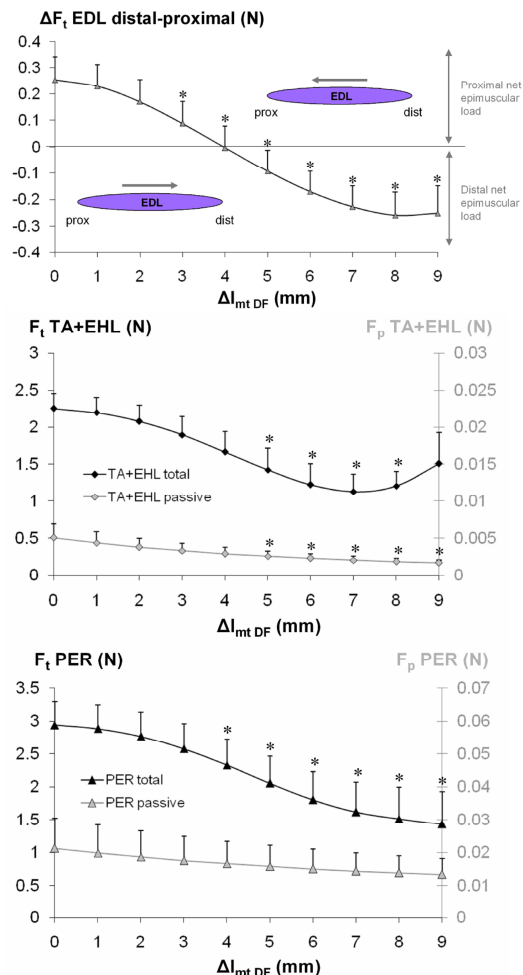 ΔFt EDL distal-proximal (N)
0.4
0.3
0.2
0.1
0
-0.1
-0.2
-0.3
-0.4
* * * * * * *
EDL
prox dist
EDL
prox dist
Proximal net
epimuscular
load
Distal net
epimuscular
load
0 1 2 3 4 5 6 7 8 9
Δlmt DF (mm)
Ft TA+EHL (N)
Fp TA+EHL (N)
3
2.5
2
1.5
1
0.5
0
0.03
0.025
0.02
0.015
0.01
0.005
0
* * * *
TA+EHL total
TA+EHL passive
* * * * *
0 1 2 3 4 5 6 7 8 9
Δlmt DF (mm)
Ft PER (N)
Fp PER (N)
3.5
3
2.5
2
1.5
1
0.5
0
0.07
0.06
0.05
0.04
0.03
0.02
0.01
0
* * * * * *
PER total
PER passive
0 1 2 3 4 5 6 7 8 9
Δlmt DF (mm)